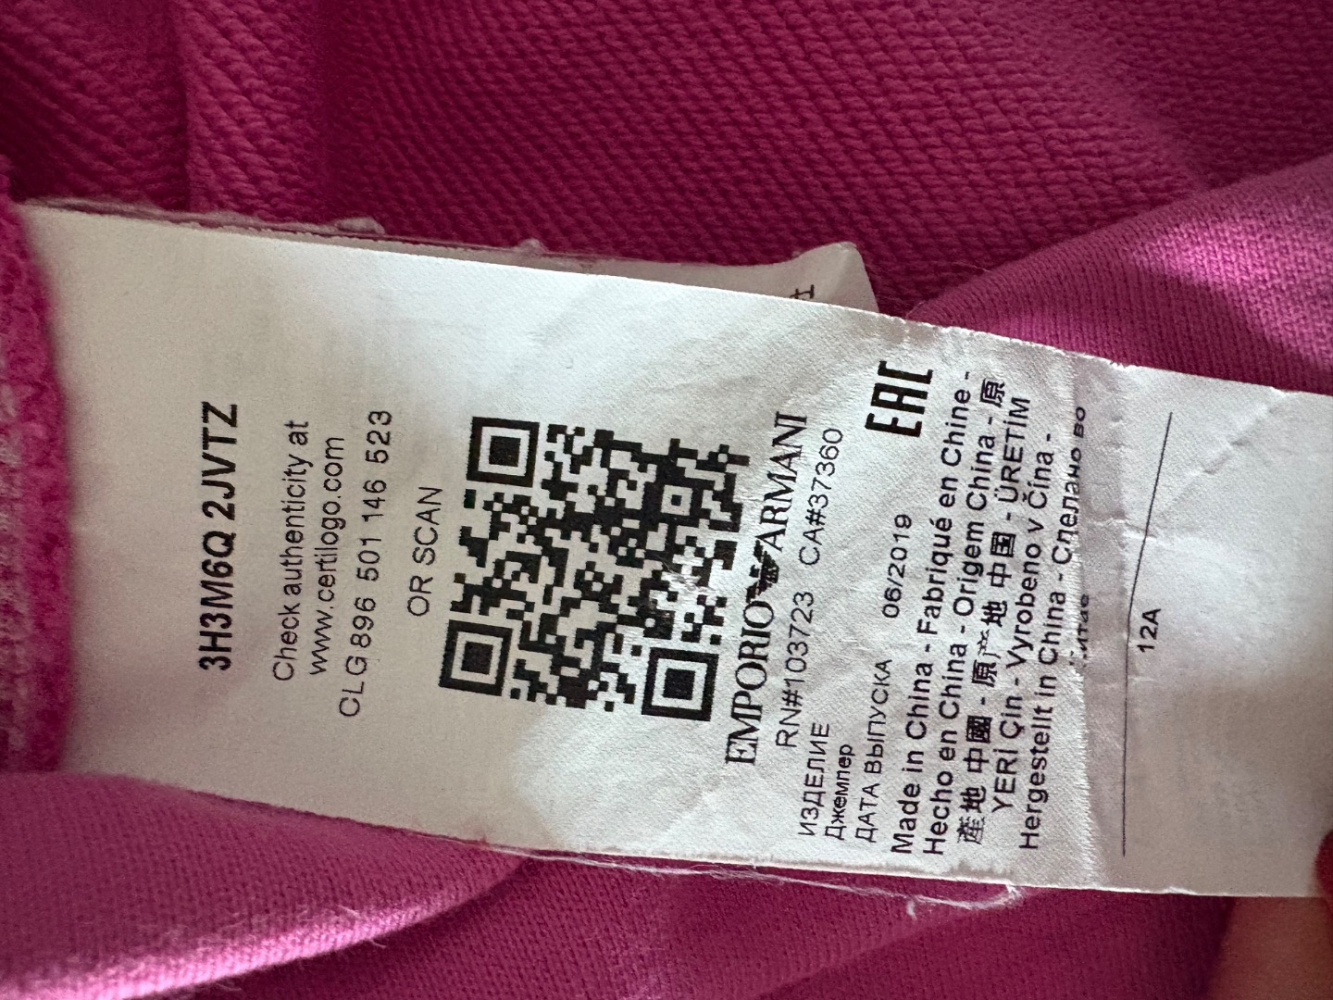 3H3M6Q 2JVTZ
Check authenticity at
www.certilogo.com
CLG 896 501 146 523
OR SCAN
EMPORIO ARMANI
RN#103723 CA#37360
ИЗДЕЛИЕ
Джемпер
ДАТА ВЫПУСКА 06/2019
EAC
Made in China - Fabriqué en Chine -
Hecho en China - Origem China - 原
產地 中國 - 原产地 中国 - ÜRETİM
YERİ Çin - Vyrobeno v Čína -
Hergestellt in China - Сделано во
12A